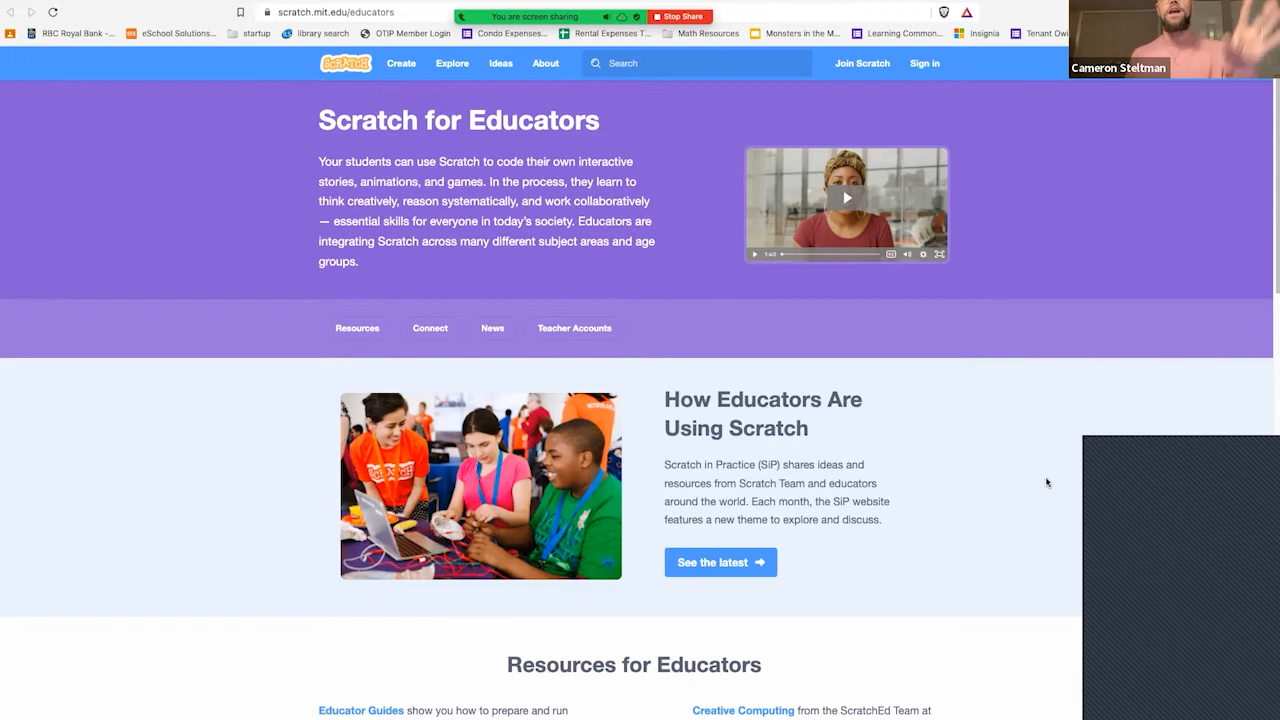 scratch.mit.edu/educators
You are screen sharing
Stop Share
RBC Royal Bank -...
eSchool Solutions...
startup
library search
OTIP Member Login
Condo Expenses...
Rental Expenses T...
Math Resources
Monsters in the M...
Learning Common...
Insignia
Tenant Owi
Cameron Steltman
SCRATCH
Create
Explore
Ideas
About
Search
Join Scratch
Sign in
Scratch for Educators
Your students can use Scratch to code their own interactive
stories, animations, and games. In the process, they learn to
think creatively, reason systematically, and work collaboratively
— essential skills for everyone in today's society. Educators are
integrating Scratch across many different subject areas and age
groups.
1:40
Resources
Connect
News
Teacher Accounts
How Educators Are
Using Scratch
Scratch in Practice (SiP) shares ideas and
resources from Scratch Team and educators
around the world. Each month, the SiP website
features a new theme to explore and discuss.
See the latest
Resources for Educators
Educator Guides show you how to prepare and run
Creative Computing from the ScratchEd Team at